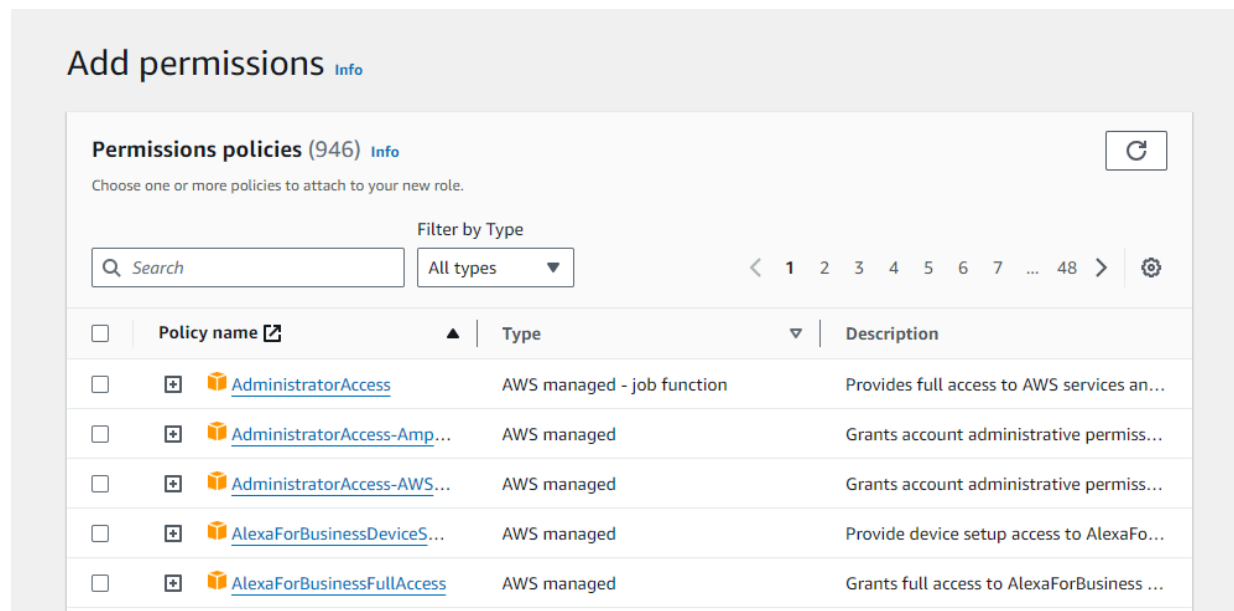 Add permissions Info
Permissions policies (946) Info
Choose one or more policies to attach to your new role.
Filter by Type
Search All types 1 2 3 4 5 6 7 ... 48
Policy name Type Description
AdministratorAccess AWS managed - job function Provides full access to AWS services an...
AdministratorAccess-Amp... AWS managed Grants account administrative permiss...
AdministratorAccess-AWS... AWS managed Grants account administrative permiss...
AlexaForBusinessDeviceS... AWS managed Provide device setup access to AlexaFo...
AlexaForBusinessFullAccess AWS managed Grants full access to AlexaForBusiness ...